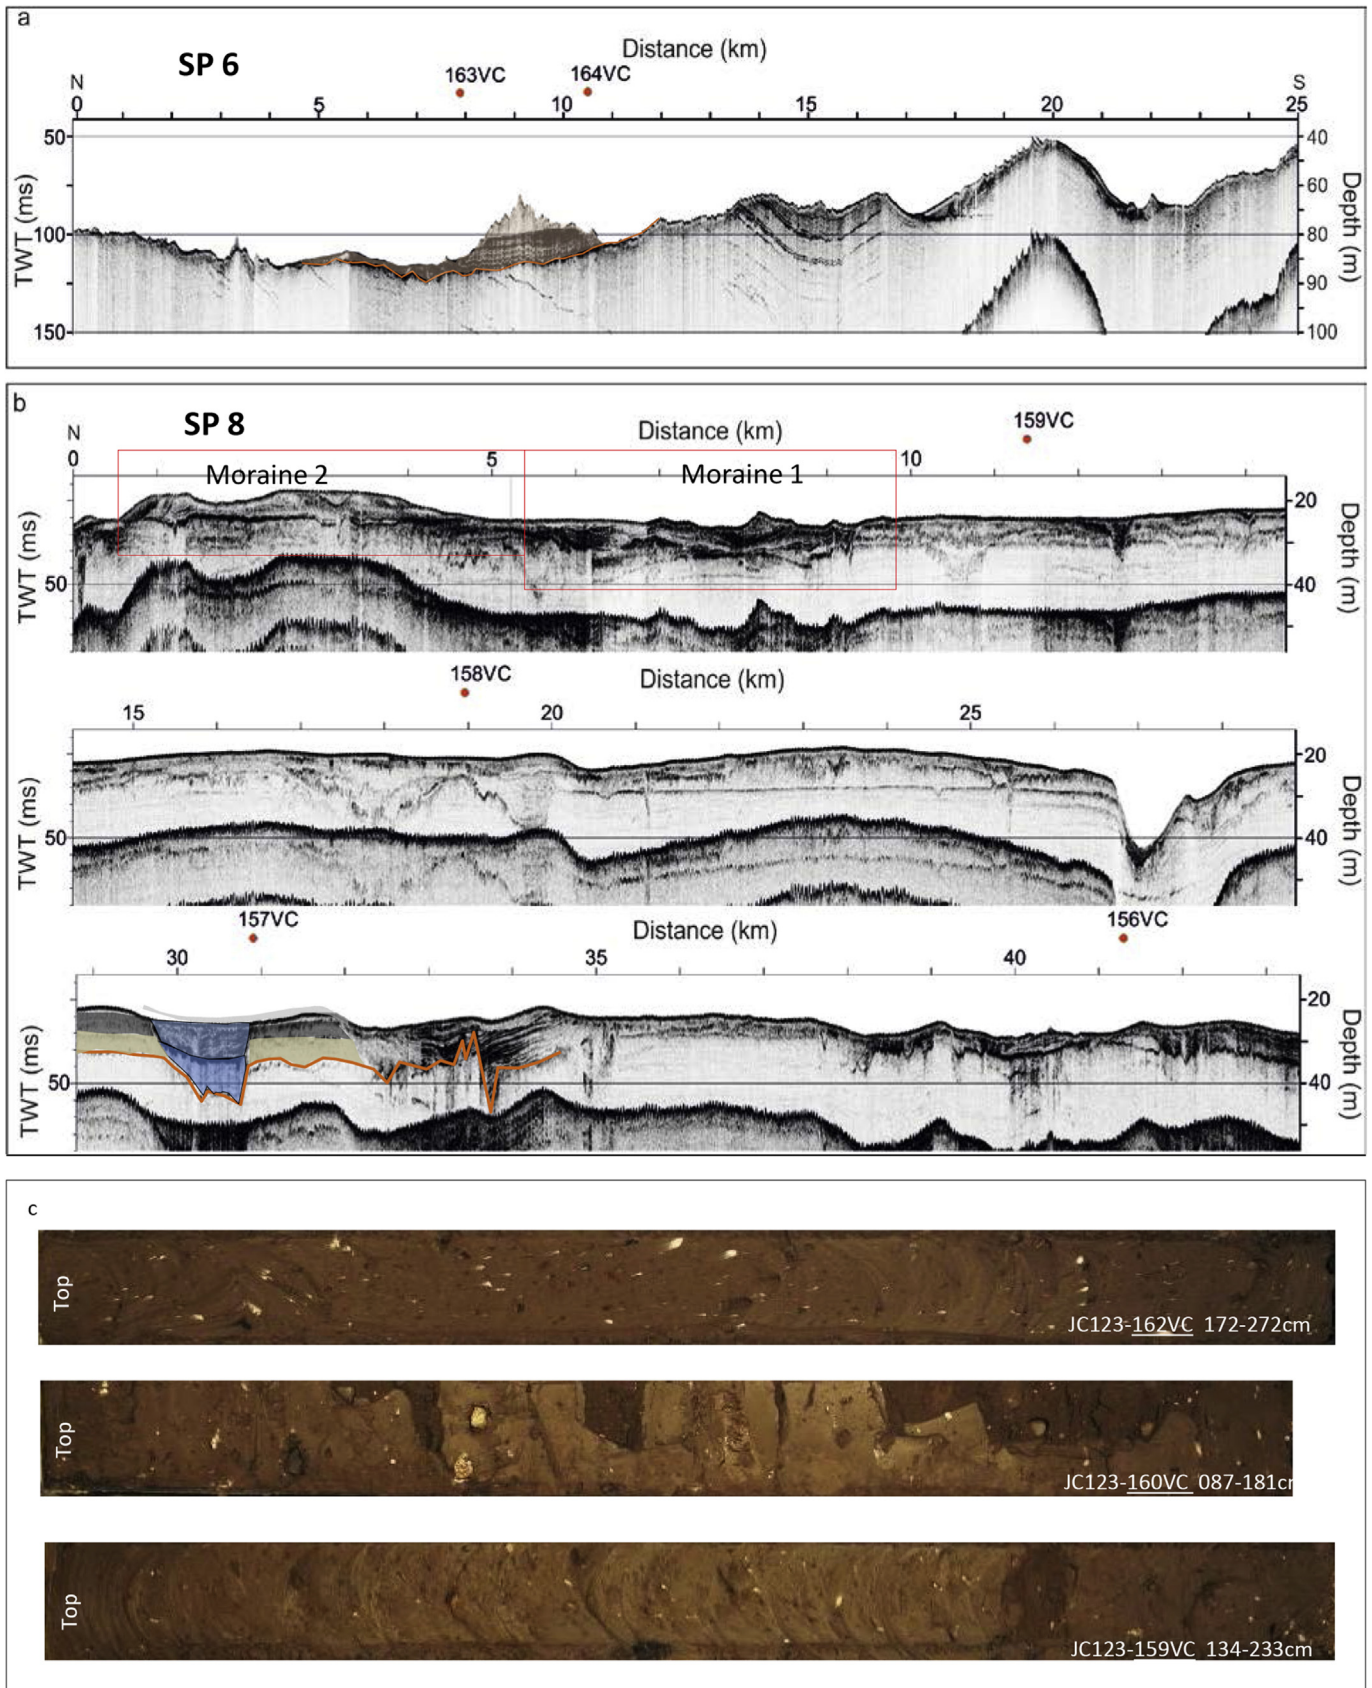 a
SP 6
Distance (km)
163VC
164VC
N
S
0 5 10 15 20 25
50
100
150
TWT (ms)
40
60
80
90
100
Depth (m)
b
SP 8
Distance (km)
159VC
N
0 5 10
Moraine 2
Moraine 1
TWT (ms)
50
20
40
Depth (m)
158VC
Distance (km)
15 20 25
TWT (ms)
50
20
40
Depth (m)
157VC
Distance (km)
156VC
30 35 40
TWT (ms)
50
20
40
Depth (m)
c
Top
JC123-162VC 172-272cm
Top
JC123-160VC 087-181cm
Top
JC123-159VC 134-233cm